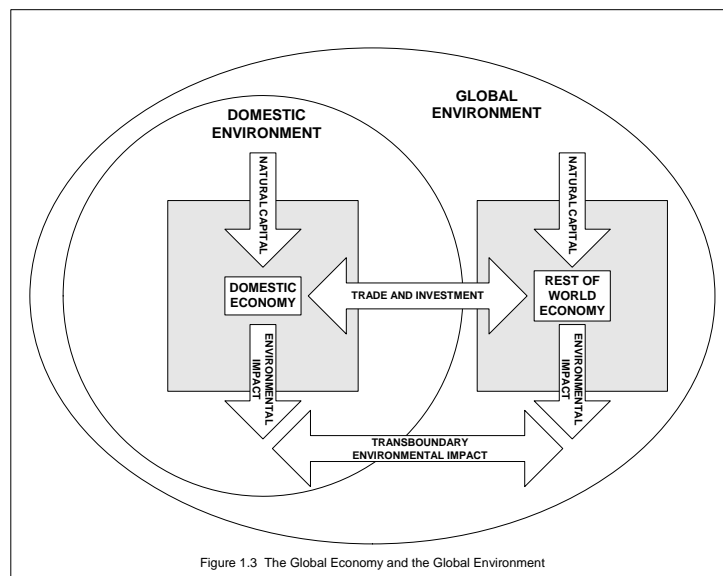 GLOBAL
ENVIRONMENT
DOMESTIC
ENVIRONMENT
NATURAL CAPITAL
NATURAL CAPITAL
DOMESTIC
ECONOMY
TRADE AND INVESTMENT
REST OF
WORLD
ECONOMY
ENVIRONMENTAL
IMPACT
ENVIRONMENTAL
IMPACT
TRANSBOUNDARY
ENVIRONMENTAL IMPACT
Figure 1.3 The Global Economy and the Global Environment